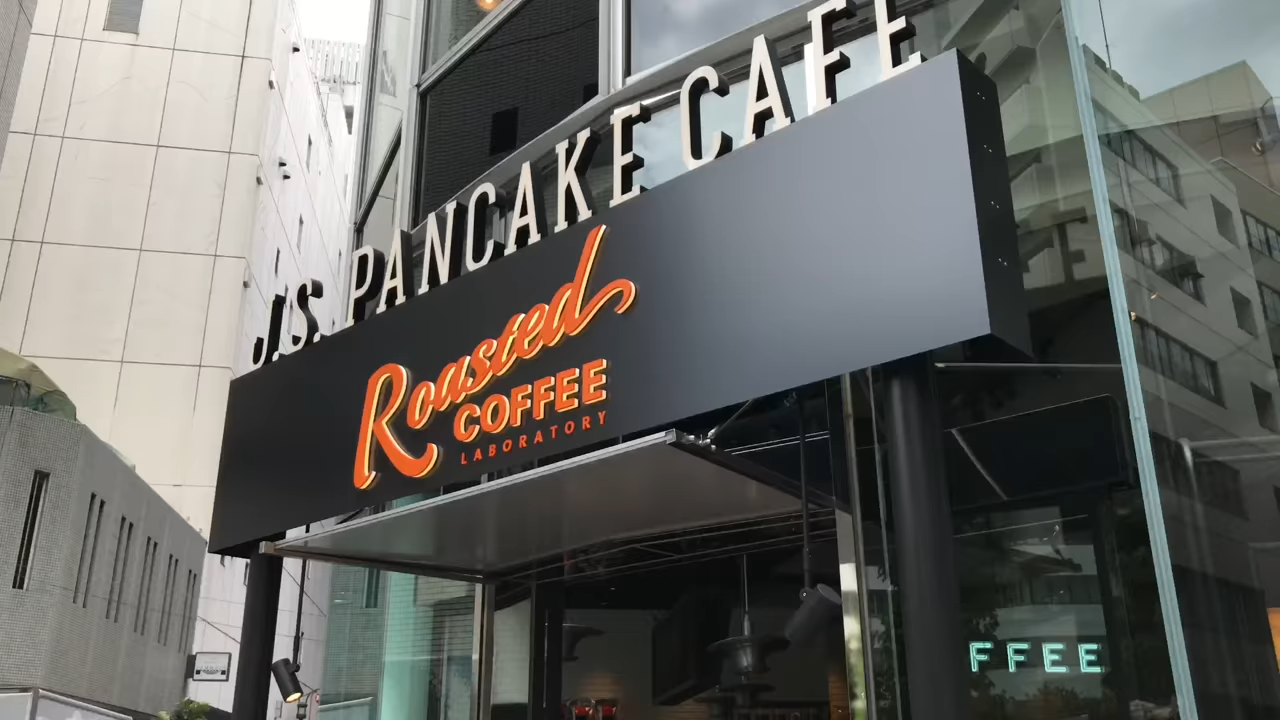 J.S. PANCAKE CAFE
Roasted
COFFEE
LABORATORY
FFEE